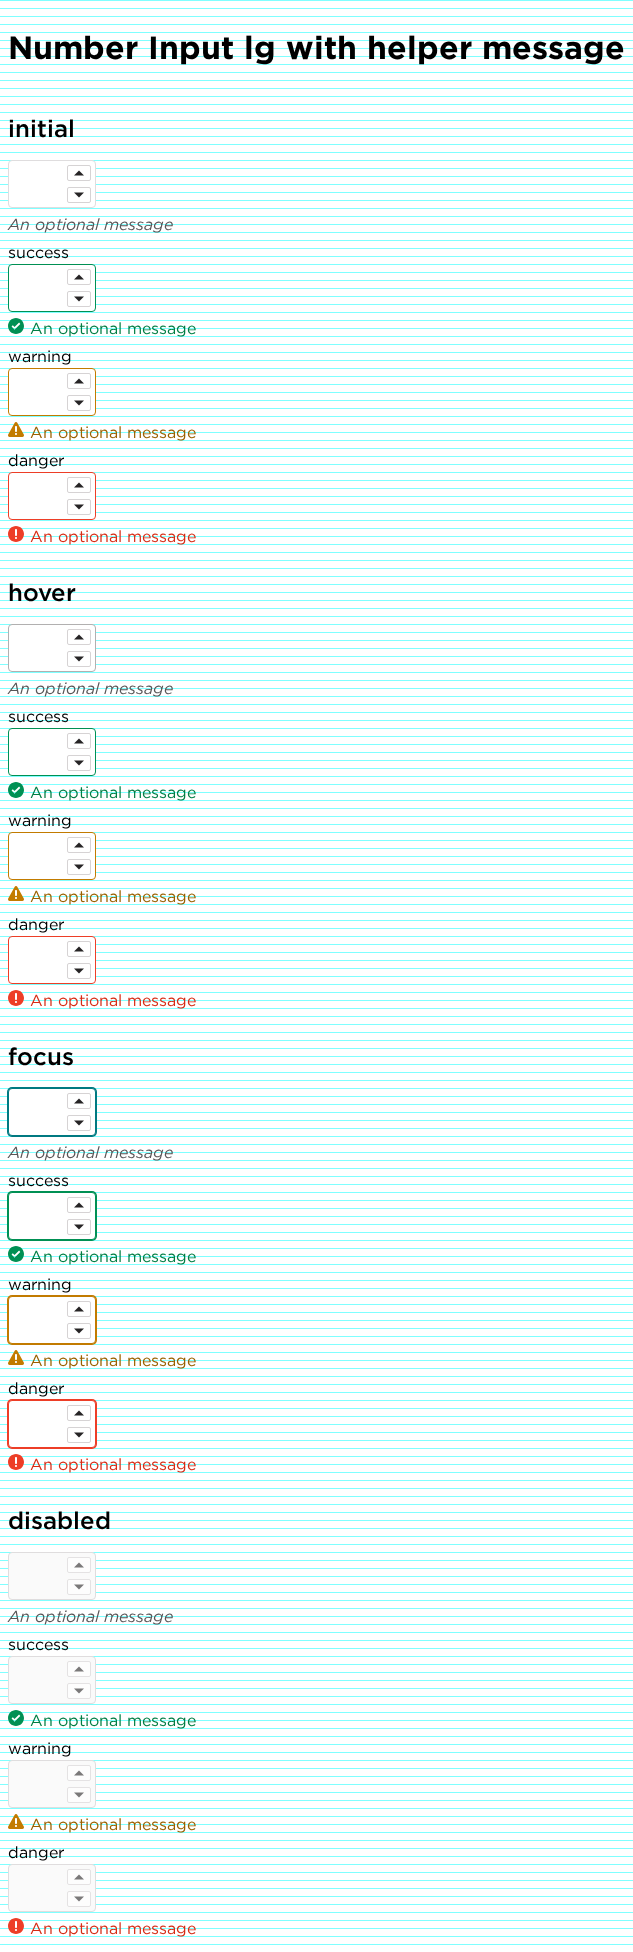 Number Input lg with helper message
initial
An optional message
success
An optional message
warning
An optional message
danger
An optional message
hover
An optional message
success
An optional message
warning
An optional message
danger
An optional message
focus
An optional message
success
An optional message
warning
An optional message
danger
An optional message
disabled
An optional message
success
An optional message
warning
An optional message
danger
An optional message